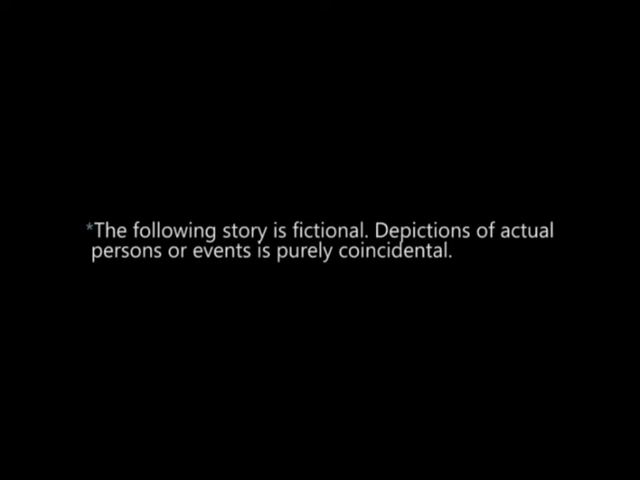 *The following story is fictional. Depictions of actual
persons or events is purely coincidental.